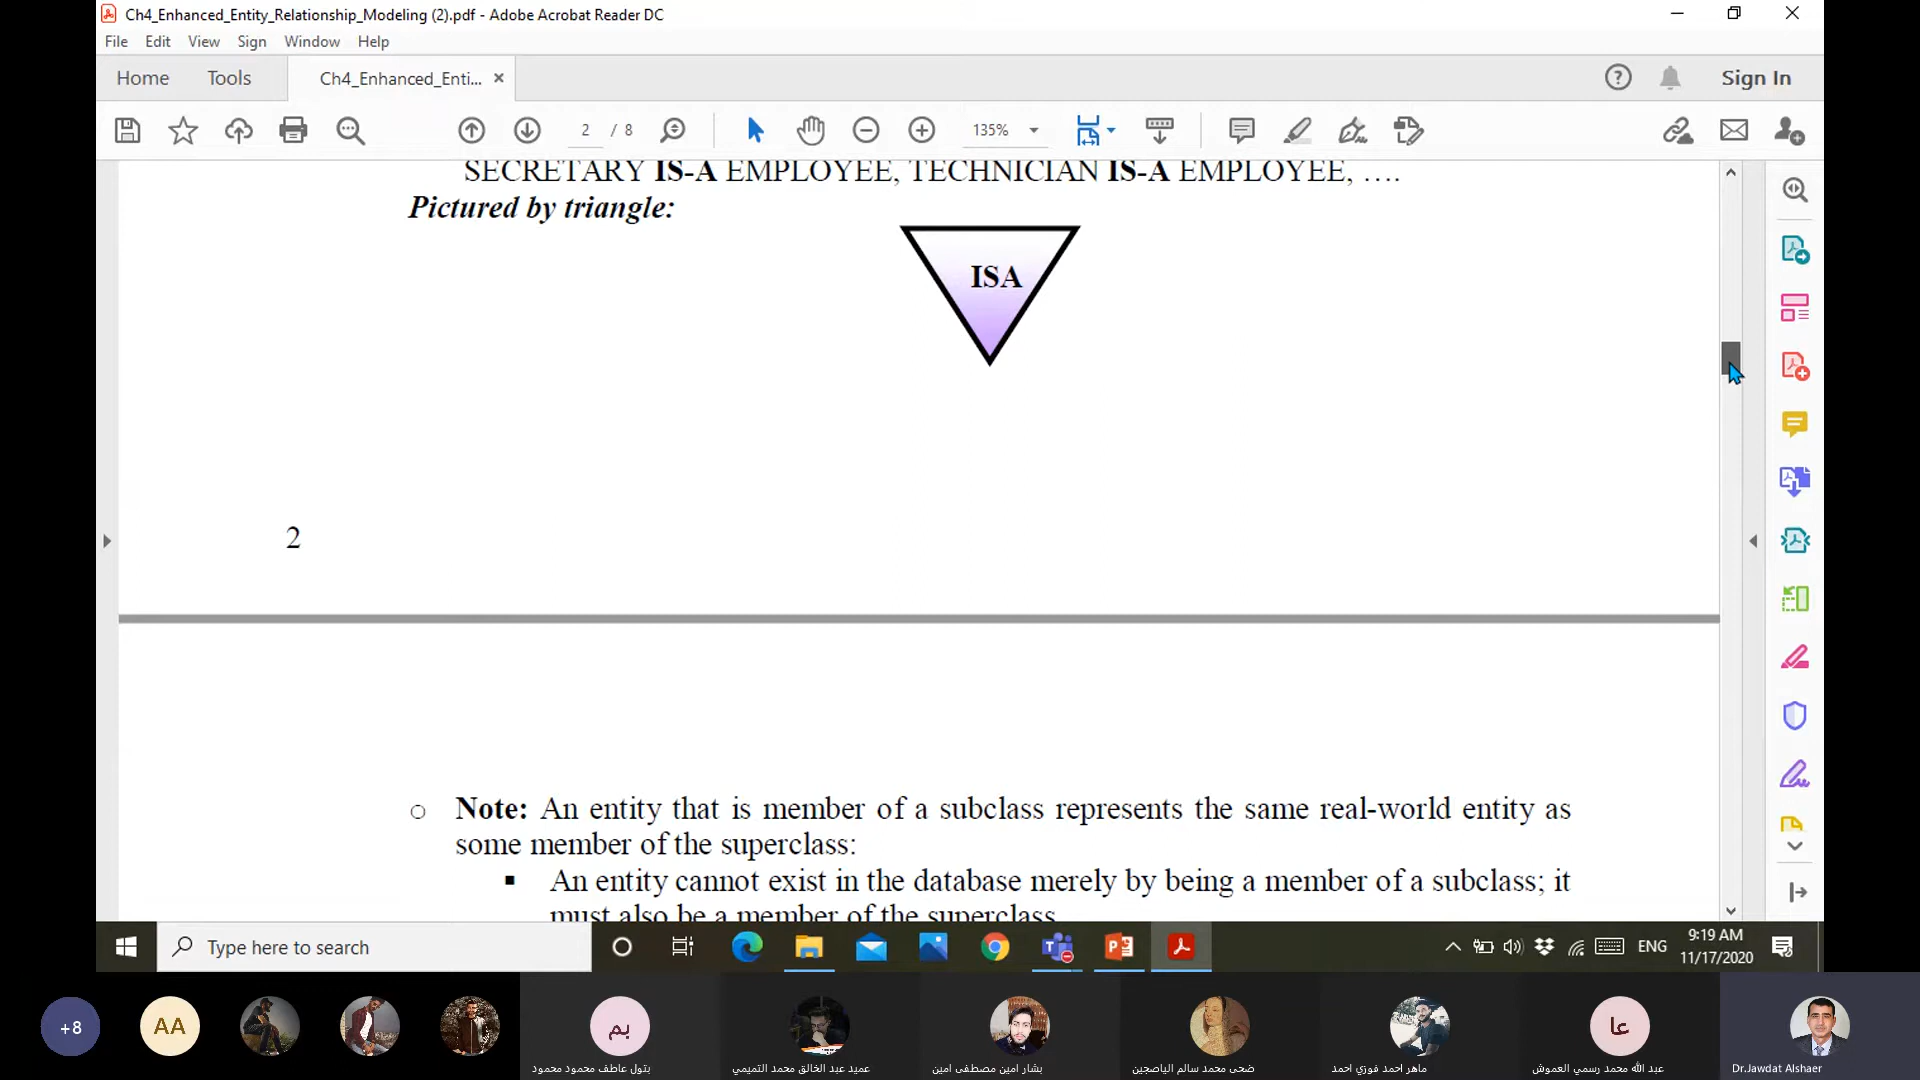 Ch4_Enhanced_Entity_Relationship_Modeling (2).pdf - Adobe Acrobat Reader DC
File Edit View Sign Window Help
Home Tools Ch4_Enhanced_Enti... × Sign In
2 / 8 135%
SECRETARY IS-A EMPLOYEE, TECHNICIAN IS-A EMPLOYEE, ….
Pictured by triangle:
ISA
2
o Note: An entity that is member of a subclass represents the same real-world entity as
some member of the superclass:
▪ An entity cannot exist in the database merely by being a member of a subclass; it
must also be a member of the superclass
Type here to search
ENG
9:19 AM
11/17/2020
+8
AA
بم
عا
بتول عاطف محمود محمود
عميد عبد الخالق محمد التميمي
بشار امين مصطفى امين
ضحى محمد سالم الياصجين
ماهر احمد فوزي احمد
عبد الله محمد رسمي العموش
Dr.Jawdat Alshaer